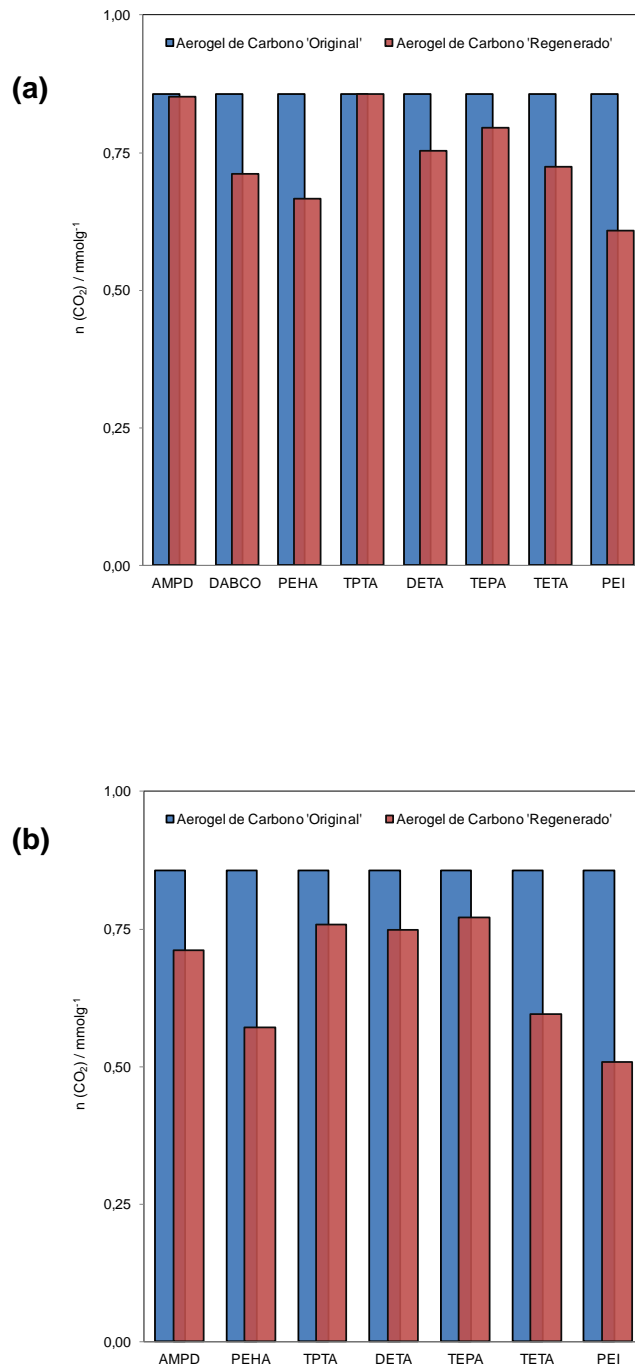 (a)
Aerogel de Carbono 'Original' Aerogel de Carbono 'Regenerado'
1,00
0,75
0,50
0,25
0,00
n (CO₂) / mmolg⁻¹
AMPD DABCO PEHA TPTA DETA TEPA TETA PEI
(b)
Aerogel de Carbono 'Original' Aerogel de Carbono 'Regenerado'
1,00
0,75
0,50
0,25
0,00
n (CO₂) / mmolg⁻¹
AMPD PEHA TPTA DETA TEPA TETA PEI